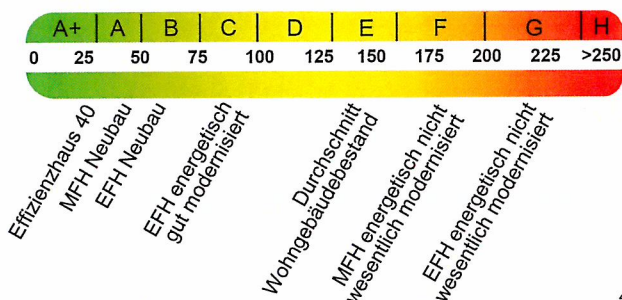 A+ A B C D E F G H
0 25 50 75 100 125 150 175 200 225 >250
Effizienzhaus 40
MFH Neubau
EFH Neubau
EFH energetisch
gut modernisiert
Durchschnitt
Wohngebäudebestand
MFH energetisch nicht
wesentlich modernisiert
EFH energetisch nicht
wesentlich modernisiert